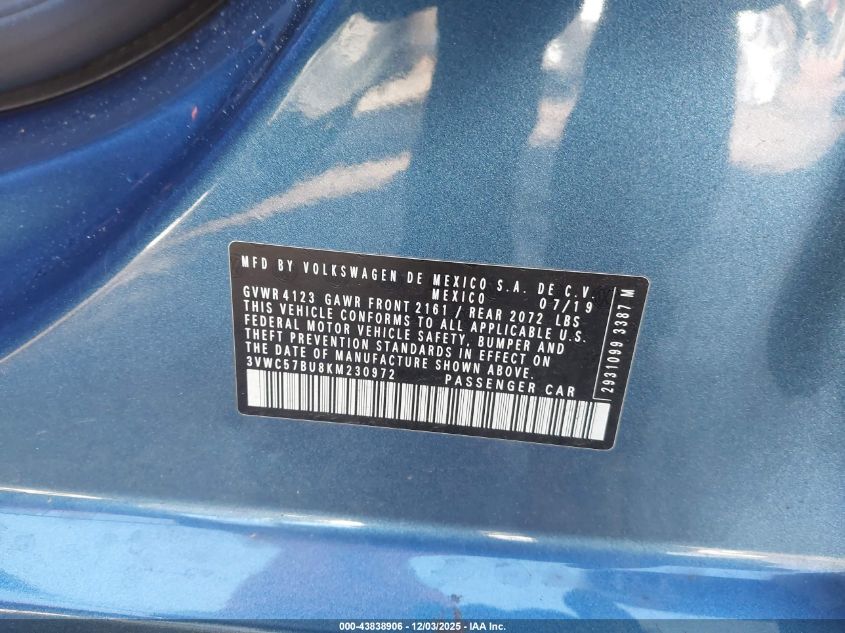 MFD BY VOLKSWAGEN DE MEXICO S.A. DE C.V.
MEXICO 07/19
GVWR 4123 GAWR FRONT 2161 / REAR 2072 LBS
THIS VEHICLE CONFORMS TO ALL APPLICABLE U.S.
FEDERAL MOTOR VEHICLE SAFETY, BUMPER AND
THEFT PREVENTION STANDARDS IN EFFECT ON
THE DATE OF MANUFACTURE SHOWN ABOVE.
3VWC57BU8KM230972 PASSENGER CAR
2931099 3387 M
000-43838906 - 12/03/2025 - IAA Inc.